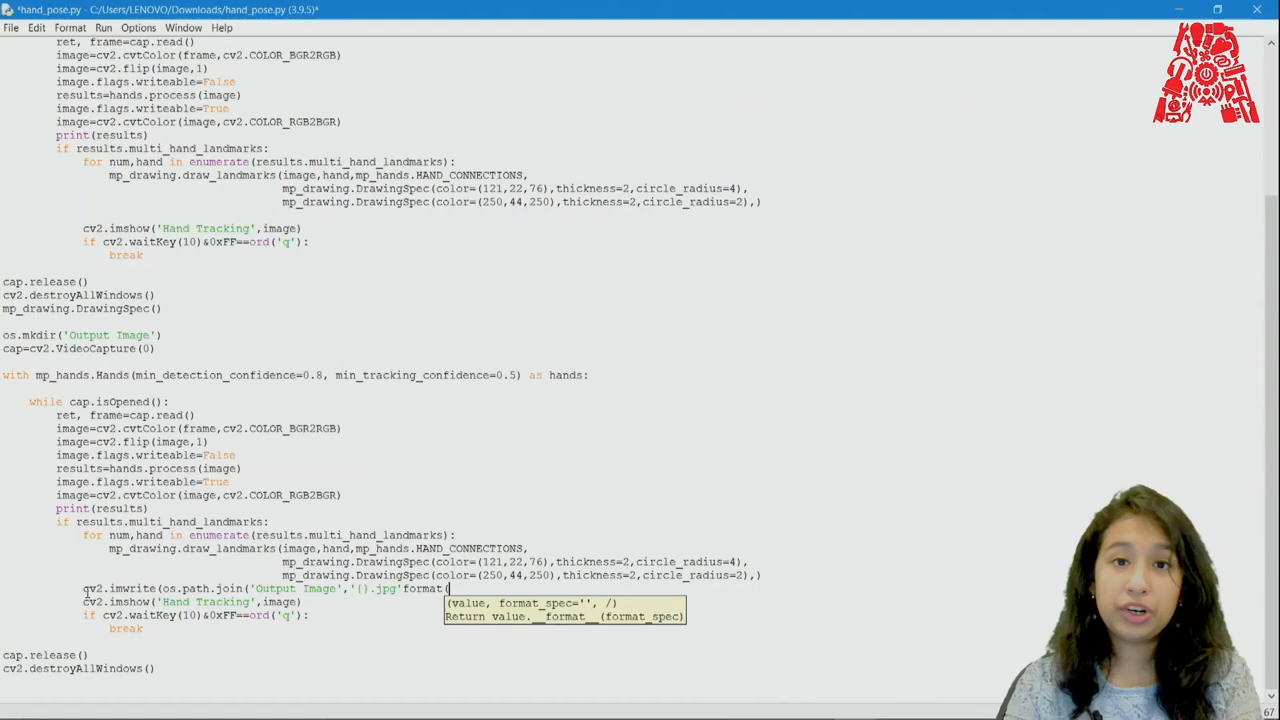 *hand_pose.py - C:/Users/LENOVO/Downloads/hand_pose.py (3.9.5)*
File Edit Format Run Options Window Help
ret, frame=cap.read()
image=cv2.cvtColor(frame,cv2.COLOR_BGR2RGB)
image=cv2.flip(image,1)
image.flags.writeable=False
results=hands.process(image)
image.flags.writeable=True
image=cv2.cvtColor(image,cv2.COLOR_RGB2BGR)
print(results)
if results.multi_hand_landmarks:
for num,hand in enumerate(results.multi_hand_landmarks):
mp_drawing.draw_landmarks(image,hand,mp_hands.HAND_CONNECTIONS,
mp_drawing.DrawingSpec(color=(121,22,76),thickness=2,circle_radius=4),
mp_drawing.DrawingSpec(color=(250,44,250),thickness=2,circle_radius=2),)
cv2.imshow('Hand Tracking',image)
if cv2.waitKey(10)&0xFF==ord('q'):
break
cap.release()
cv2.destroyAllWindows()
mp_drawing.DrawingSpec()
os.mkdir('Output Image')
cap=cv2.VideoCapture(0)
with mp_hands.Hands(min_detection_confidence=0.8, min_tracking_confidence=0.5) as hands:
while cap.isOpened():
ret, frame=cap.read()
image=cv2.cvtColor(frame,cv2.COLOR_BGR2RGB)
image=cv2.flip(image,1)
image.flags.writeable=False
results=hands.process(image)
image.flags.writeable=True
image=cv2.cvtColor(image,cv2.COLOR_RGB2BGR)
print(results)
if results.multi_hand_landmarks:
for num,hand in enumerate(results.multi_hand_landmarks):
mp_drawing.draw_landmarks(image,hand,mp_hands.HAND_CONNECTIONS,
mp_drawing.DrawingSpec(color=(121,22,76),thickness=2,circle_radius=4),
mp_drawing.DrawingSpec(color=(250,44,250),thickness=2,circle_radius=2),)
cv2.imwrite(os.path.join('Output Image','{}.jpg'format(
cv2.imshow('Hand Tracking',image)
(value, format_spec='', /)
if cv2.waitKey(10)&0xFF==ord('q'):
Return value.__format__(format_spec)
break
cap.release()
cv2.destroyAllWindows()
67